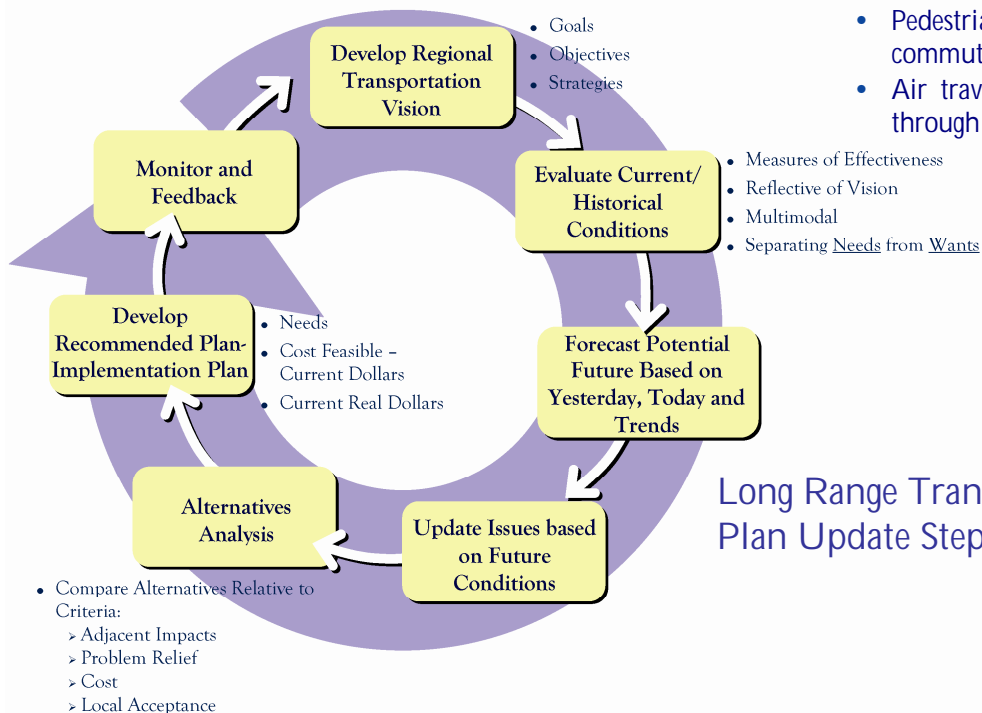 Develop Regional
Transportation
Vision
• Goals
• Objectives
• Strategies
• Pedestria
commut
• Air trav
through
Evaluate Current/
Historical
Conditions
• Measures of Effectiveness
• Reflective of Vision
• Multimodal
• Separating Needs from Wants
Forecast Potential
Future Based on
Yesterday, Today and
Trends
Update Issues based
on Future
Conditions
Alternatives
Analysis
• Compare Alternatives Relative to
Criteria:
➢ Adjacent Impacts
➢ Problem Relief
➢ Cost
➢ Local Acceptance
Develop
Recommended Plan-
Implementation Plan
• Needs
• Cost Feasible –
Current Dollars
• Current Real Dollars
Monitor and
Feedback
Long Range Tran
Plan Update Step